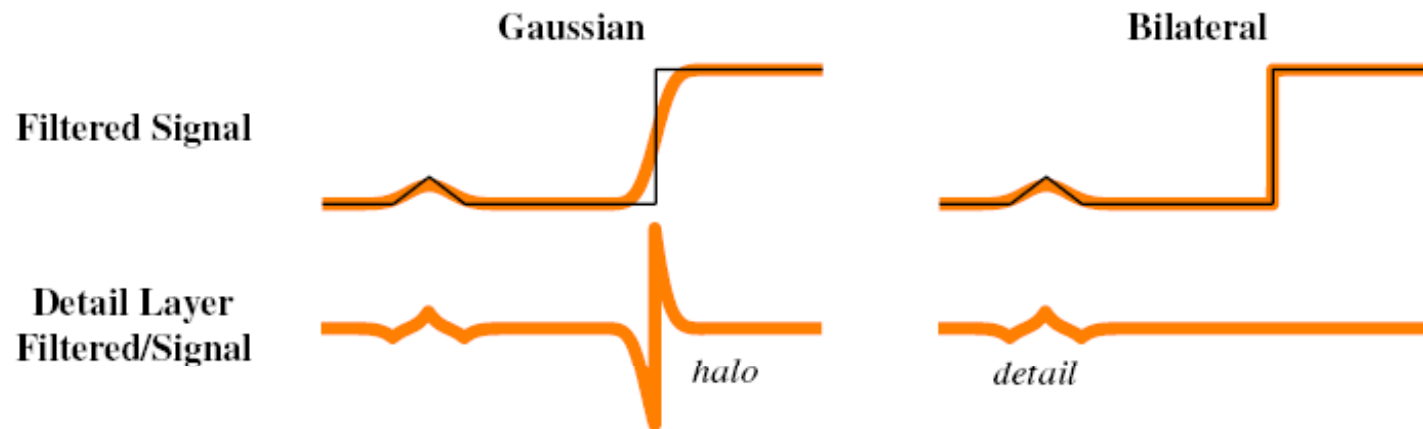 Gaussian
Bilateral
Filtered Signal
Detail Layer
Filtered/Signal
halo
detail